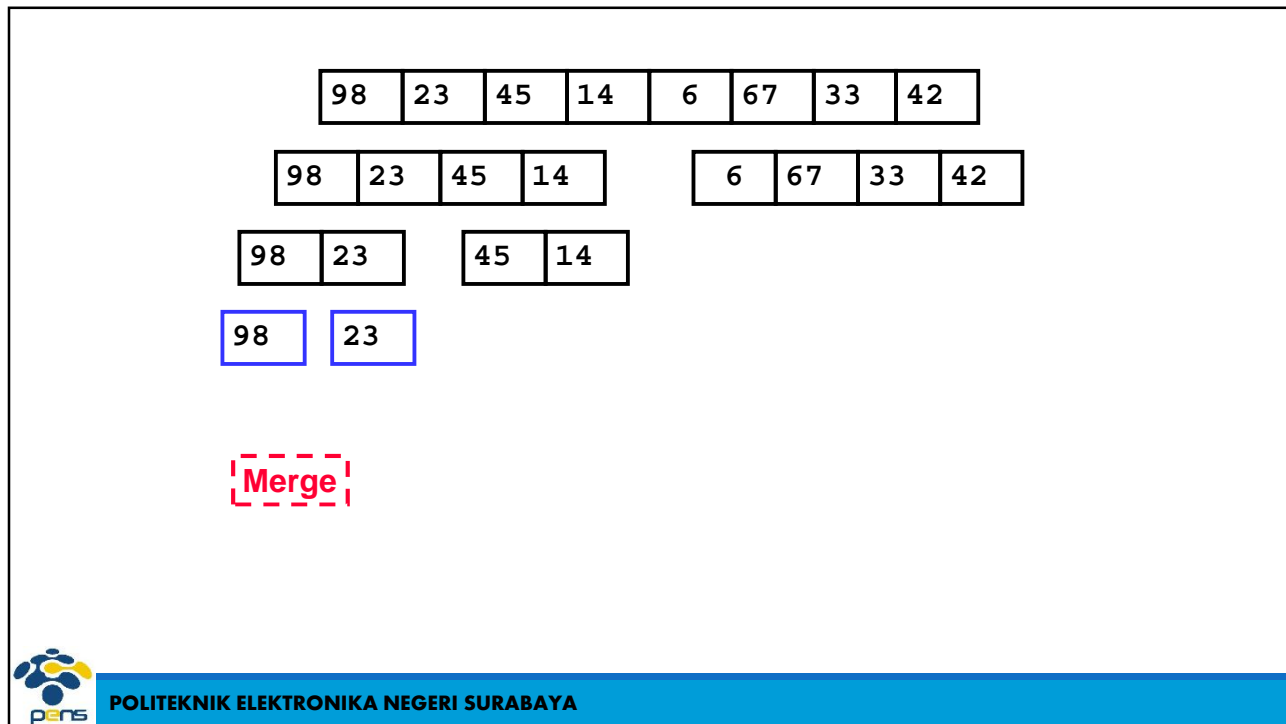 98 23 45 14 6 67 33 42
98 23 45 14 6 67 33 42
98 23 45 14
98 23
Merge
pens
POLITEKNIK ELEKTRONIKA NEGERI SURABAYA